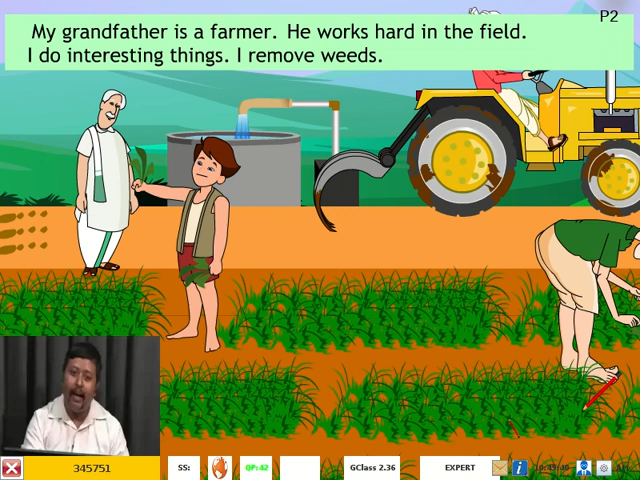 P2
My grandfather is a farmer. He works hard in the field.
I do interesting things. I remove weeds.
345751
SS:
GClass 2.36
EXPERT